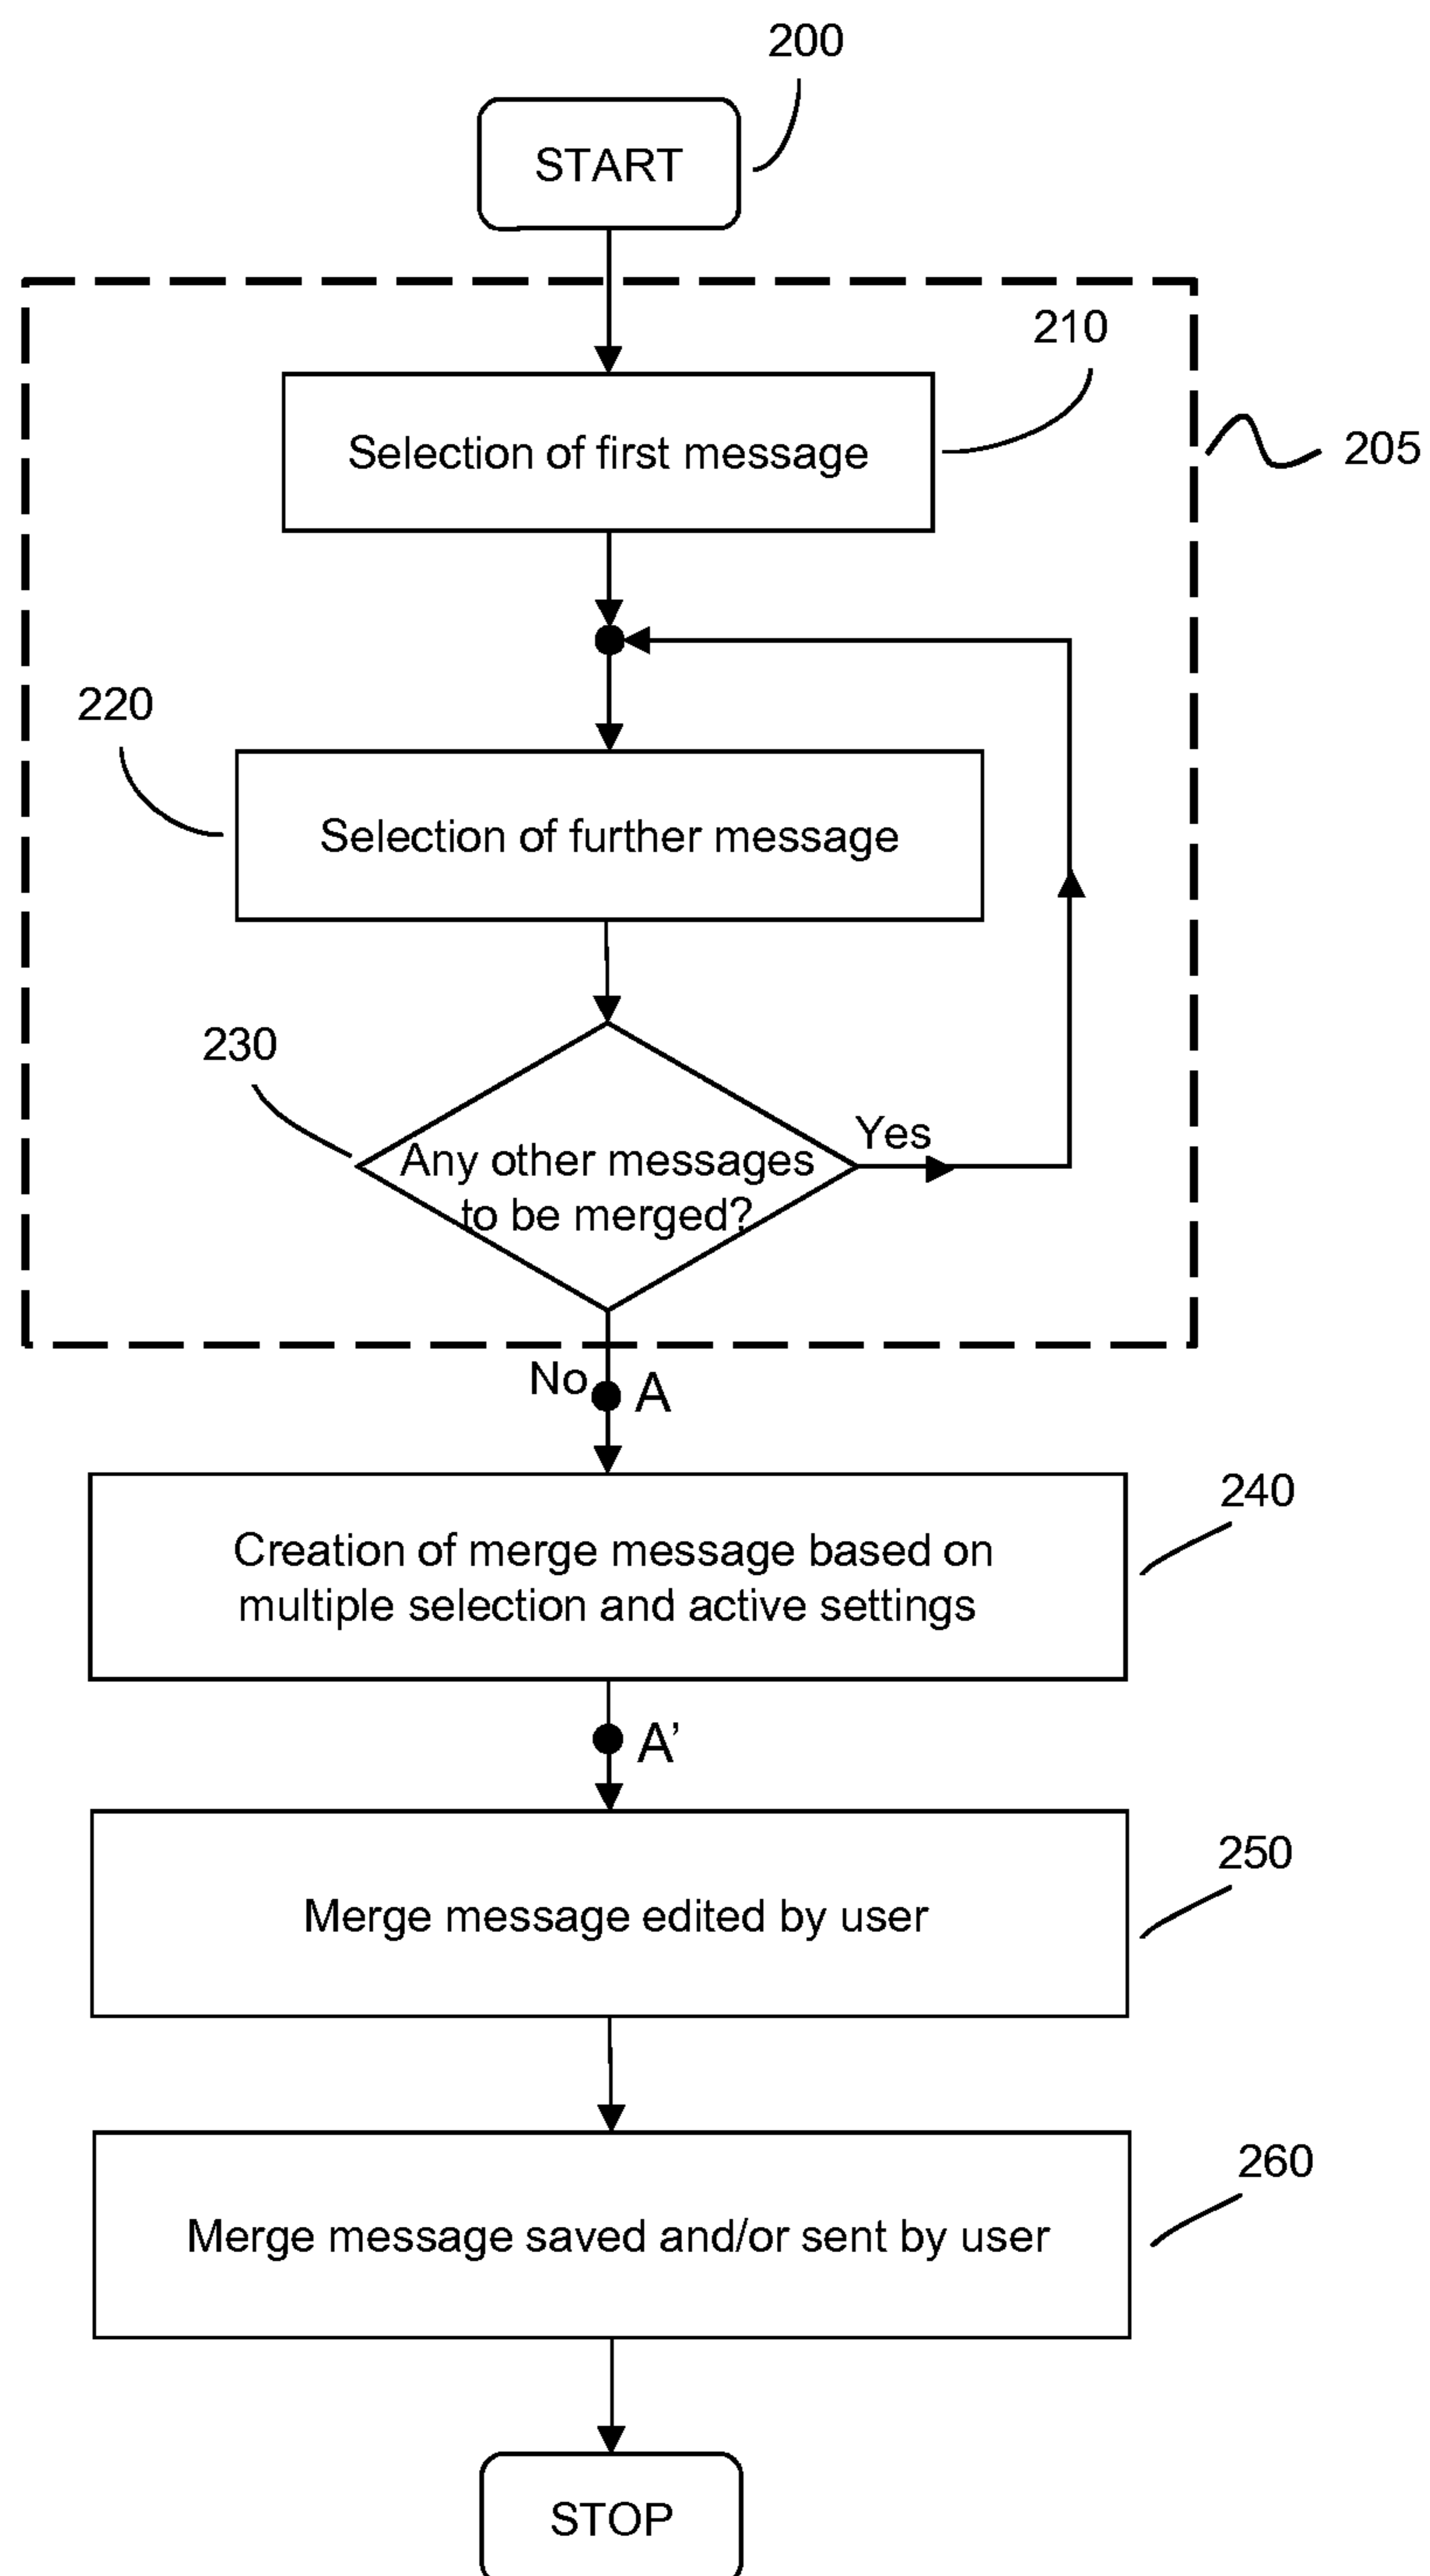 200
START
210
Selection of first message
205
220
Selection of further message
230
Any other messages
to be merged?
Yes
No
A
240
Creation of merge message based on
multiple selection and active settings
A’
250
Merge message edited by user
260
Merge message saved and/or sent by user
STOP